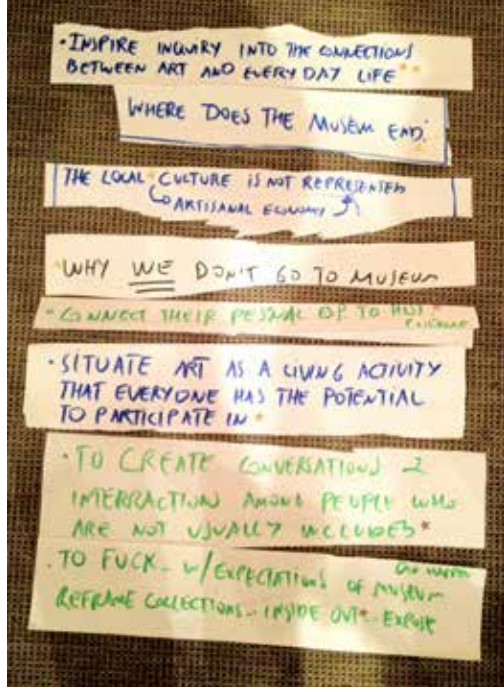 · INSPIRE INQUIRY INTO THE CONNECTIONS
BETWEEN ART AND EVERY DAY LIFE
WHERE DOES THE MUSEUM END.
THE LOCAL CULTURE IS NOT REPRESENTED
ARTISANAL ECONOMY
WHY WE DON'T GO TO MUSEUM
· CONNECT THEIR TO
· SITUATE ART AS A LIVING ACTIVITY
THAT EVERYONE HAS THE POTENTIAL
TO PARTICIPATE IN
· TO CREATE CONVERSATIONS &
INTERRACTION AMONG PEOPLE WHO
ARE NOT USUALLY INCLUDED
· TO FUCK - W/ EXPECTATIONS OF MUSEUM
REFRAME COLLECTIONS - INSIDE OUT - EXPOSE